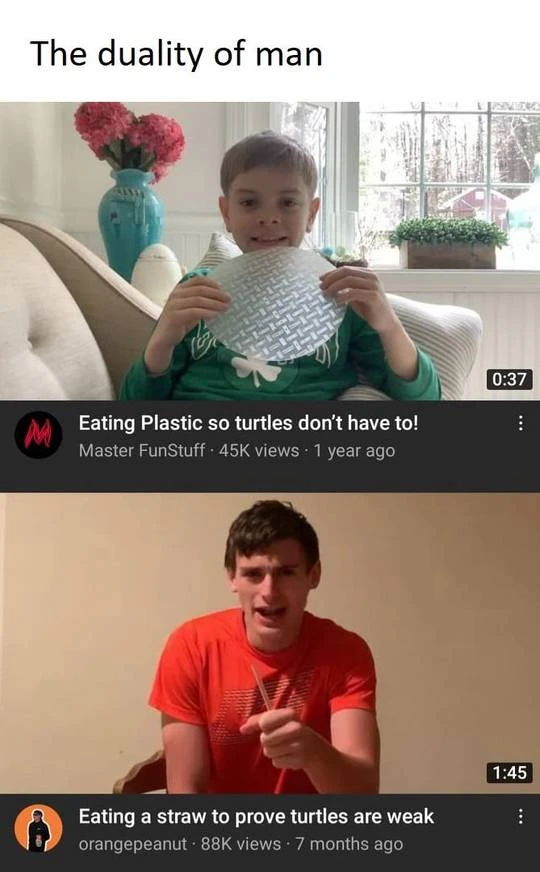 The duality of man
0:37
Eating Plastic so turtles don't have to!
Master FunStuff · 45K views · 1 year ago
1:45
Eating a straw to prove turtles are weak
orangepeanut · 88K views · 7 months ago